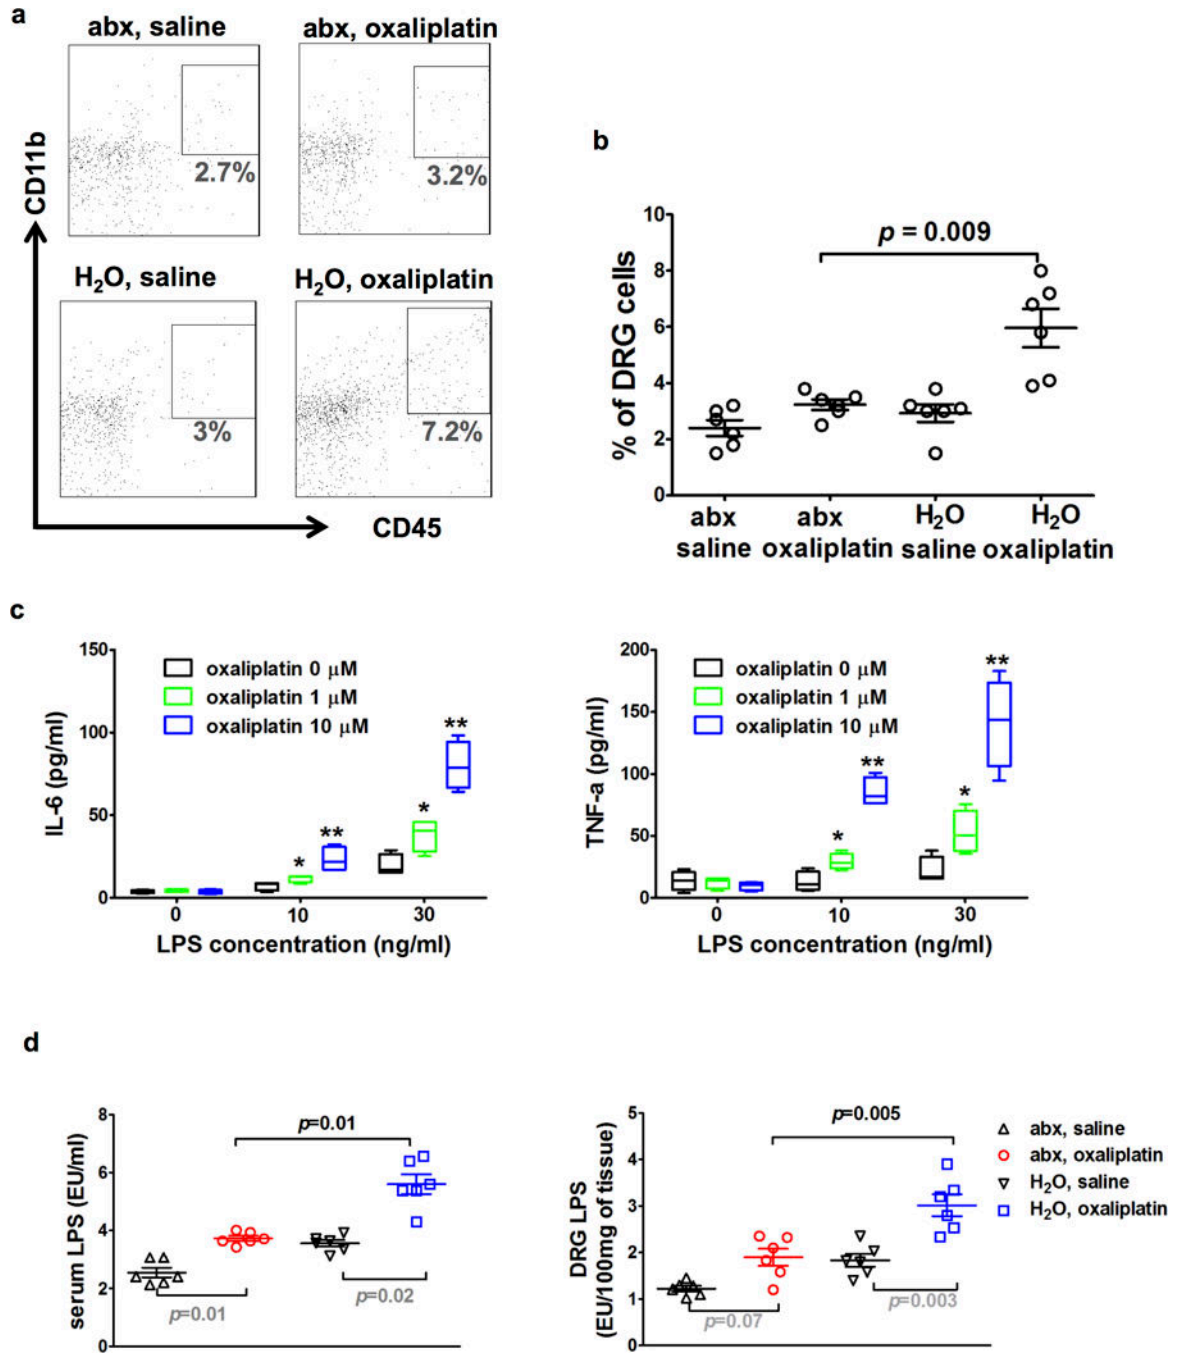 a
abx, saline
abx, oxaliplatin
CD11b
2.7%
3.2%
H₂O, saline
H₂O, oxaliplatin
3%
7.2%
CD45
b
% of DRG cells
10
8
6
4
2
0
p = 0.009
abx
saline
abx
oxaliplatin
H₂O
saline
H₂O
oxaliplatin
c
IL-6 (pg/ml)
150
100
50
0
oxaliplatin 0 μM
oxaliplatin 1 μM
oxaliplatin 10 μM
*
**
*
**
0
10
30
LPS concentration (ng/ml)
TNF-a (pg/ml)
200
150
100
50
0
oxaliplatin 0 μM
oxaliplatin 1 μM
oxaliplatin 10 μM
*
**
*
**
0
10
30
LPS concentration (ng/ml)
d
serum LPS (EU/ml)
8
6
4
2
0
p=0.01
p=0.01
p=0.02
DRG LPS
(EU/100mg of tissue)
5
4
3
2
1
0
p=0.005
p=0.07
p=0.003
abx, saline
abx, oxaliplatin
H₂O, saline
H₂O, oxaliplatin